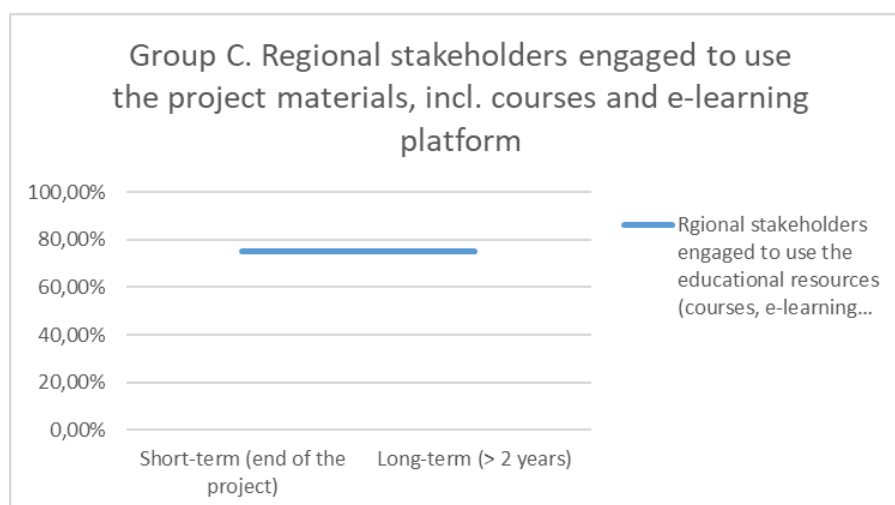 Group C. Regional stakeholders engaged to use
the project materials, incl. courses and e-learning
platform
100,00%
80,00%
60,00%
40,00%
20,00%
0,00%
Short-term (end of the
project)
Long-term (> 2 years)
Rgional stakeholders
engaged to use the
educational resources
(courses, e-learning...